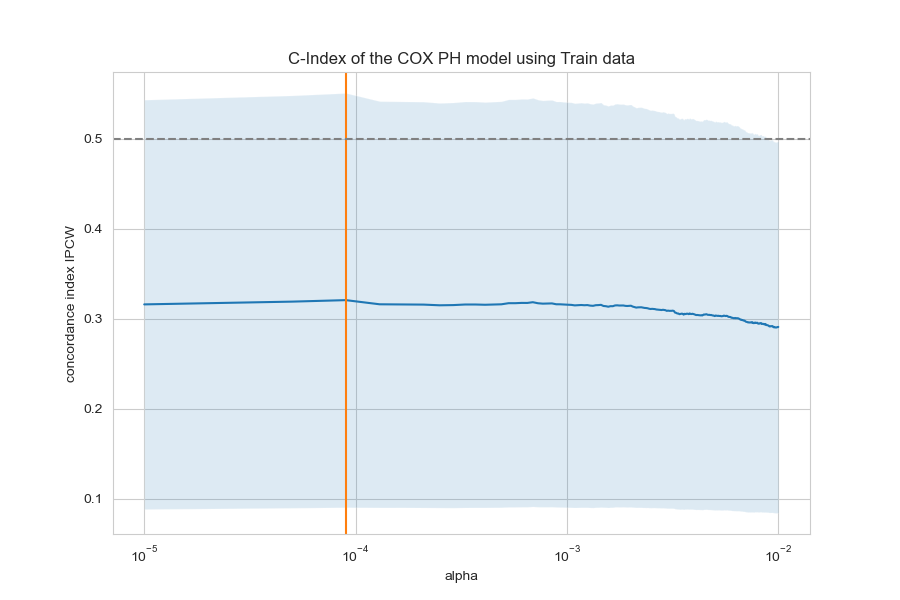 C-Index of the COX PH model using Train data
concordance index IPCW
0.5
0.4
0.3
0.2
0.1
10⁻⁵ 10⁻⁴ 10⁻³ 10⁻²
alpha